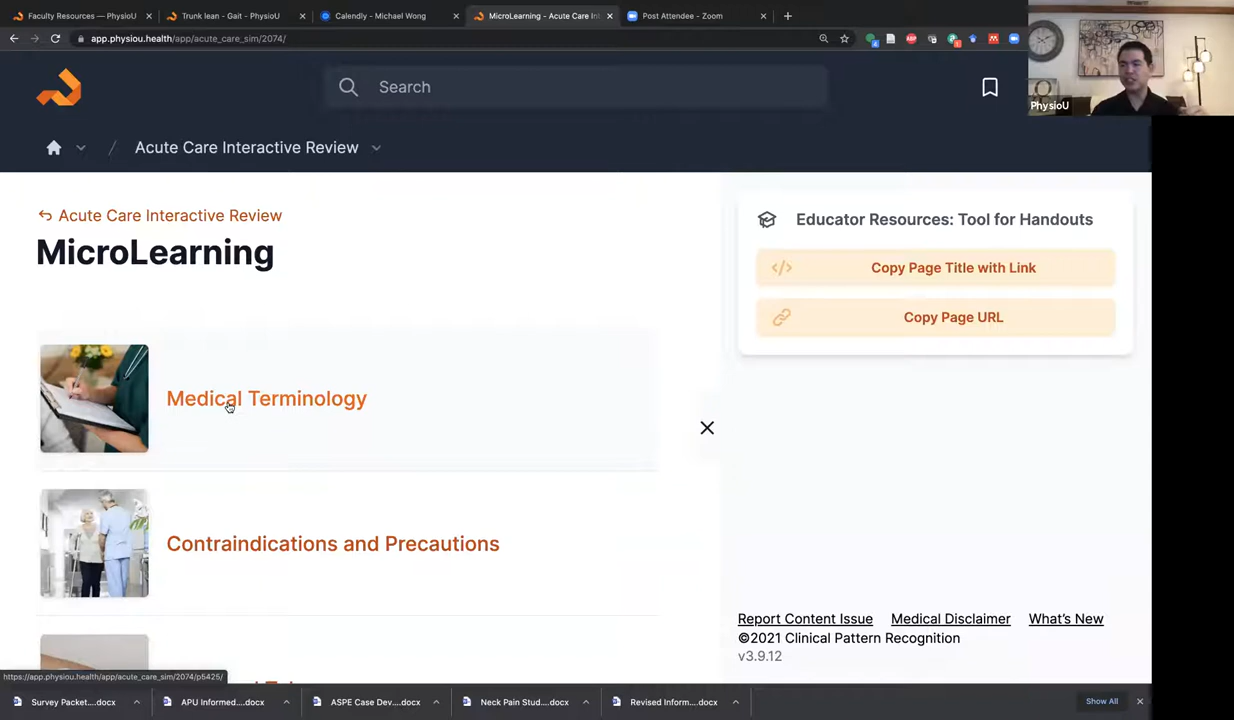 Faculty Resources — PhysioU
Trunk lean - Gait - PhysioU
Calendly - Michael Wong
MicroLearning - Acute Care Int
Post Attendee - Zoom
app.physiou.health/app/acute_care_sim/2074/
Search
PhysioU
/ Acute Care Interactive Review
Acute Care Interactive Review
MicroLearning
Educator Resources: Tool for Handouts
Copy Page Title with Link
Copy Page URL
Medical Terminology
Contraindications and Precautions
Report Content Issue Medical Disclaimer What's New
©2021 Clinical Pattern Recognition
v3.9.12
https://app.physiou.health/app/acute_care_sim/2074/p5425/
Survey Packet....docx
APU Informed....docx
ASPE Case Dev....docx
Neck Pain Stud....docx
Revised Inform....docx
Show All